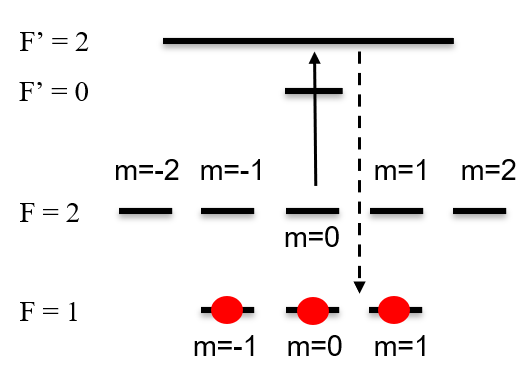 F' = 2
F' = 0
m=-2 m=-1 m=1 m=2
F = 2
m=0
F = 1
m=-1 m=0 m=1